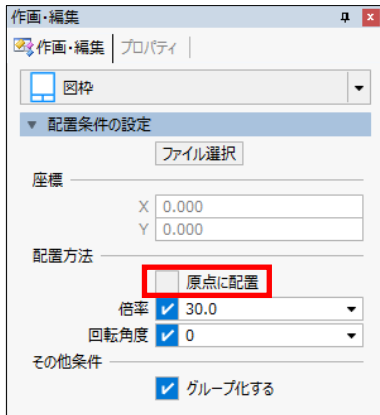 作画・編集
作画・編集 プロパティ
図枠
配置条件の設定
ファイル選択
座標
X 0.000
Y 0.000
配置方法
原点に配置
倍率 30.0
回転角度 0
その他条件
グループ化する